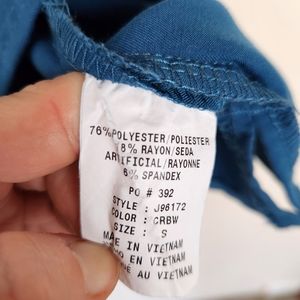 76%POLYESTER/POLIESTER
18% RAYON/SEDA
ARTIFICIAL/RAYONNE
6% SPANDEX
PO # 392
STYLE : J96172
COLOR : CRBW
SIZE : S
MADE IN VIETNAM
HECHO EN VIETNAM
AU VIETNAM